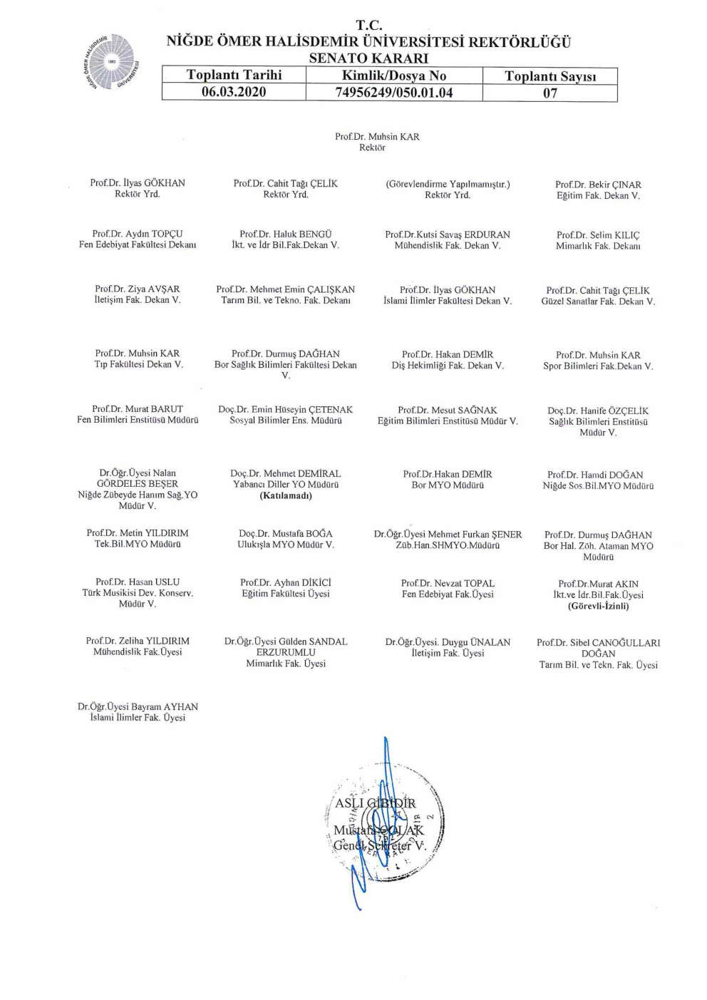 T.C.
NİĞDE ÖMER HALİSDEMİR ÜNİVERSİTESİ REKTÖRLÜĞÜ
SENATO KARARI
NİĞDE ÖMER HALİSDEMİR ÜNİVERSİTESİ
1992
Toplantı Tarihi Kimlik/Dosya No Toplantı Sayısı
06.03.2020 74956249/050.01.04 07
Prof.Dr. Muhsin KAR
Rektör
Prof.Dr. İlyas GÖKHAN Prof.Dr. Cahit Tağı ÇELİK (Görevlendirme Yapılmamıştır.) Prof.Dr. Bekir ÇINAR
Rektör Yrd. Rektör Yrd. Rektör Yrd. Eğitim Fak. Dekan V.
Prof.Dr. Aydın TOPÇU Prof.Dr. Haluk BENGÜ Prof.Dr.Kutsi Savaş ERDURAN Prof.Dr. Selim KILIÇ
Fen Edebiyat Fakültesi Dekanı İkt. ve İdr Bil.Fak.Dekan V. Mühendislik Fak. Dekan V. Mimarlık Fak. Dekanı
Prof.Dr. Ziya AVŞAR Prof.Dr. Mehmet Emin ÇALIŞKAN Prof.Dr. İlyas GÖKHAN Prof.Dr. Cahit Tağı ÇELİK
İletişim Fak. Dekan V. Tarım Bil. ve Tekno. Fak. Dekanı İslami İlimler Fakültesi Dekan V. Güzel Sanatlar Fak. Dekan V.
Prof.Dr. Muhsin KAR Prof.Dr. Durmuş DAĞHAN Prof.Dr. Hakan DEMİR Prof.Dr. Muhsin KAR
Tıp Fakültesi Dekan V. Bor Sağlık Bilimleri Fakültesi Dekan Diş Hekimliği Fak. Dekan V. Spor Bilimleri Fak.Dekan V.
V.
Prof.Dr. Murat BARUT Doç.Dr. Emin Hüseyin ÇETENAK Prof.Dr. Mesut SAĞNAK Doç.Dr. Hanife ÖZÇELİK
Fen Bilimleri Enstitüsü Müdürü Sosyal Bilimler Ens. Müdürü Eğitim Bilimleri Enstitüsü Müdür V. Sağlık Bilimleri Enstitüsü
Müdür V.
Dr.Öğr.Üyesi Nalan Doç.Dr. Mehmet DEMİRAL Prof.Dr.Hakan DEMİR Prof.Dr. Hamdi DOĞAN
GÖRDELES BEŞER Yabancı Diller YO Müdürü Bor MYO Müdürü Niğde Sos.Bil.MYO Müdürü
Niğde Zübeyde Hanım Sağ.YO (Katılamadı)
Müdür V.
Prof.Dr. Metin YILDIRIM Doç.Dr. Mustafa BOĞA Dr.Öğr.Üyesi Mehmet Furkan ŞENER Prof.Dr. Durmuş DAĞHAN
Tek.Bil.MYO Müdürü Ulukışla MYO Müdür V. Züb.Han.SHMYO.Müdürü Bor Hal. Zöh. Ataman MYO
Müdürü
Prof.Dr. Hasan USLU Prof.Dr. Ayhan DİKİCİ Prof.Dr. Nevzat TOPAL Prof.Dr.Murat AKIN
Türk Musikisi Dev. Konserv. Eğitim Fakültesi Üyesi Fen Edebiyat Fak.Üyesi İkt.ve İdr.Bil.Fak.Üyesi
Müdür V. (Görevli-İzinli)
Prof.Dr. Zeliha YILDIRIM Dr.Öğr.Üyesi Gülden SANDAL Dr.Öğr.Üyesi. Duygu ÜNALAN Prof.Dr. Sibel CANOĞULLARI
Mühendislik Fak.Üyesi ERZURUMLU İletişim Fak. Üyesi DOĞAN
Mimarlık Fak. Üyesi Tarım Bil. ve Tekn. Fak. Üyesi
Dr.Öğr.Üyesi Bayram AYHAN
İslami İlimler Fak. Üyesi
ASLI GİBİDİR
Mustafa ÇOLAK
Genel Sekreter V.